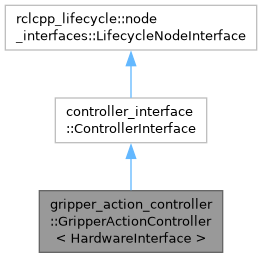 rclcpp_lifecycle::node
_interfaces::LifecycleNodeInterface
controller_interface
::ControllerInterface
gripper_action_controller
::GripperActionController
< HardwareInterface >